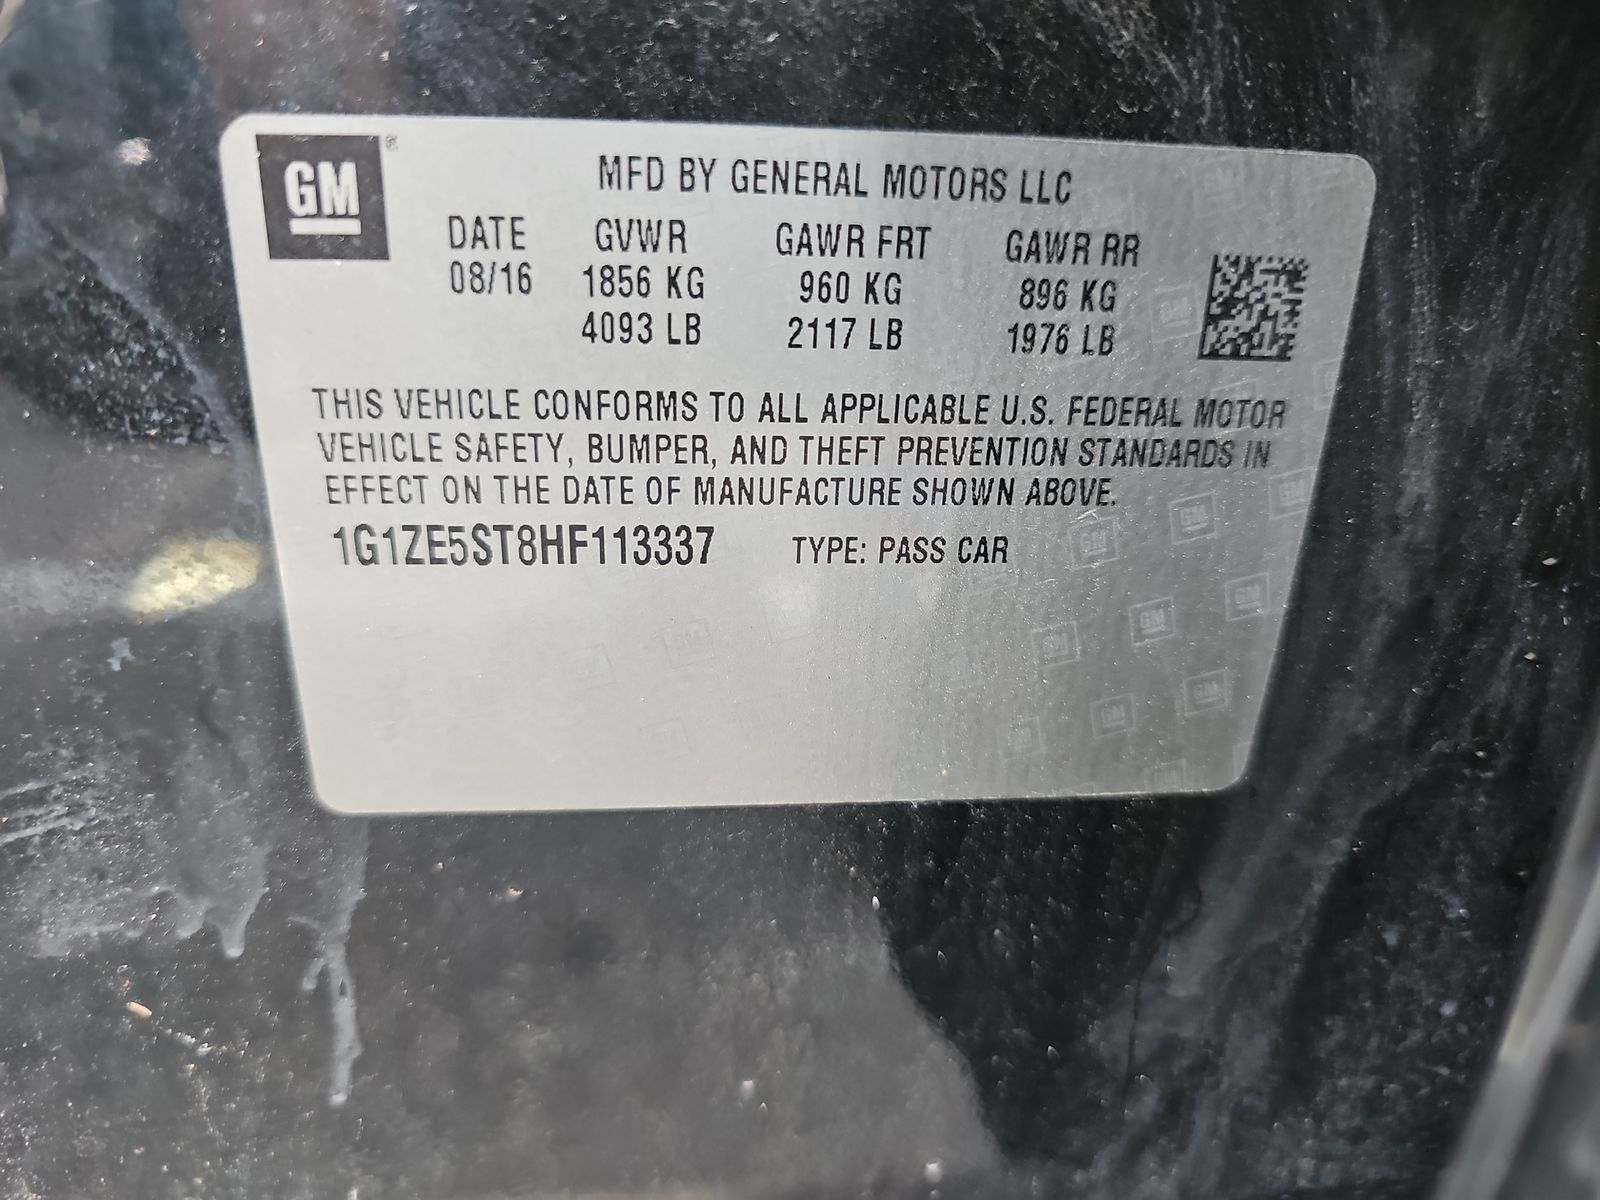 GM ®
MFD BY GENERAL MOTORS LLC
DATE GVWR GAWR FRT GAWR RR
08/16 1856 KG 960 KG 896 KG
4093 LB 2117 LB 1976 LB
THIS VEHICLE CONFORMS TO ALL APPLICABLE U.S. FEDERAL MOTOR
VEHICLE SAFETY, BUMPER, AND THEFT PREVENTION STANDARDS IN
EFFECT ON THE DATE OF MANUFACTURE SHOWN ABOVE.
1G1ZE5ST8HF113337 TYPE: PASS CAR